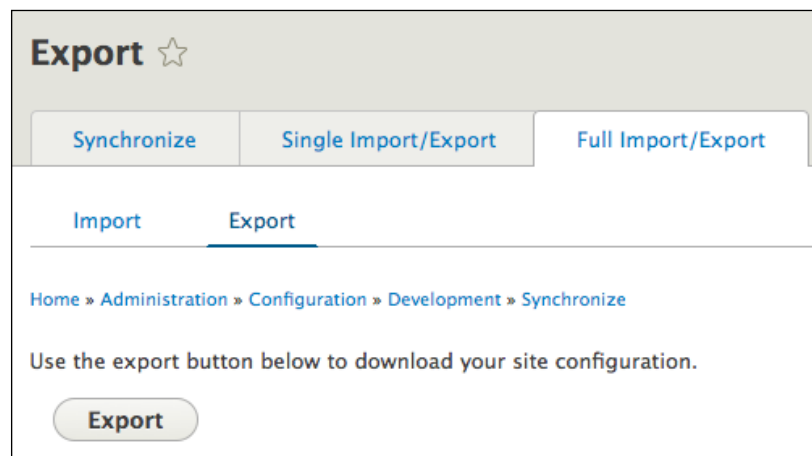 Export
Synchronize Single Import/Export Full Import/Export
Import Export
Home » Administration » Configuration » Development » Synchronize
Use the export button below to download your site configuration.
Export